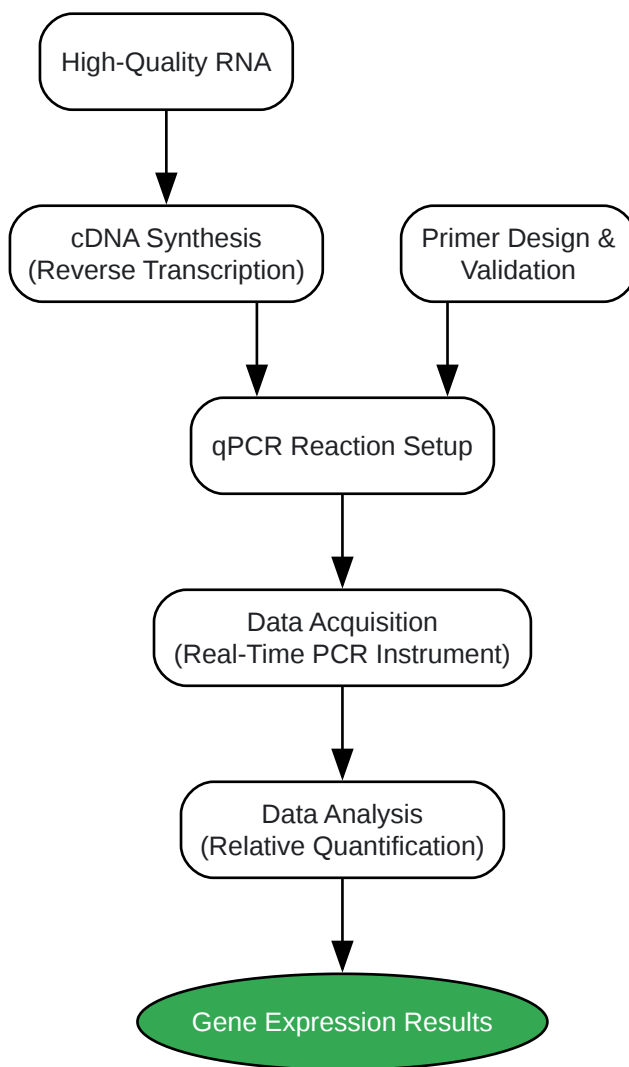 High-Quality RNA
cDNA Synthesis
(Reverse Transcription)
Primer Design &
Validation
qPCR Reaction Setup
Data Acquisition
(Real-Time PCR Instrument)
Data Analysis
(Relative Quantification)
Gene Expression Results